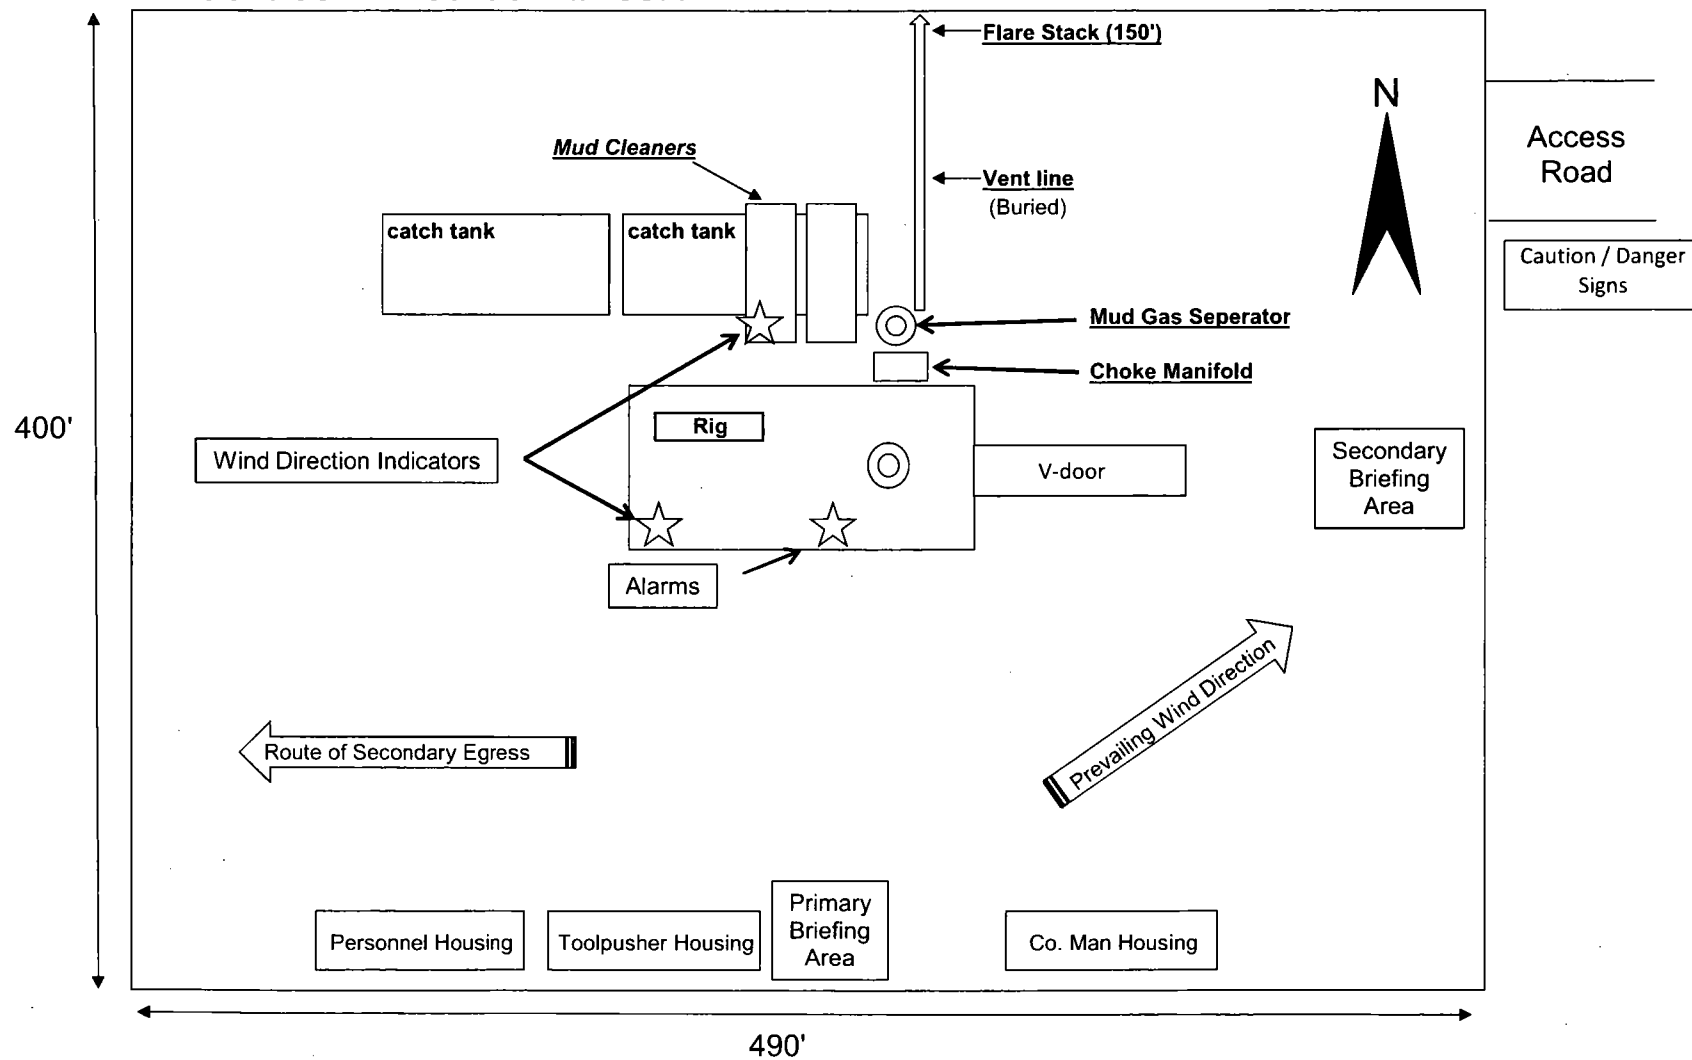 Flare Stack (150')
N
Access
Road
Mud Cleaners
Vent line
(Buried)
catch tank
catch tank
Caution / Danger
Signs
Mud Gas Seperator
Choke Manifold
400'
Rig
Wind Direction Indicators
V-door
Secondary
Briefing
Area
Alarms
Prevailing Wind Direction
Route of Secondary Egress
Personnel Housing
Toolpusher Housing
Primary
Briefing
Area
Co. Man Housing
490'